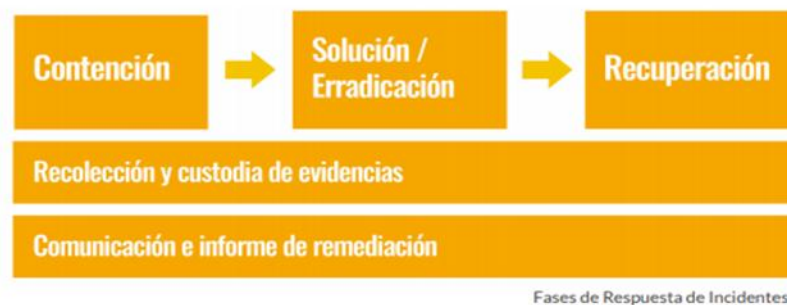 Contención
Solución /
Erradicación
Recuperación
Recolección y custodia de evidencias
Comunicación e informe de remediación
Fases de Respuesta de Incidentes